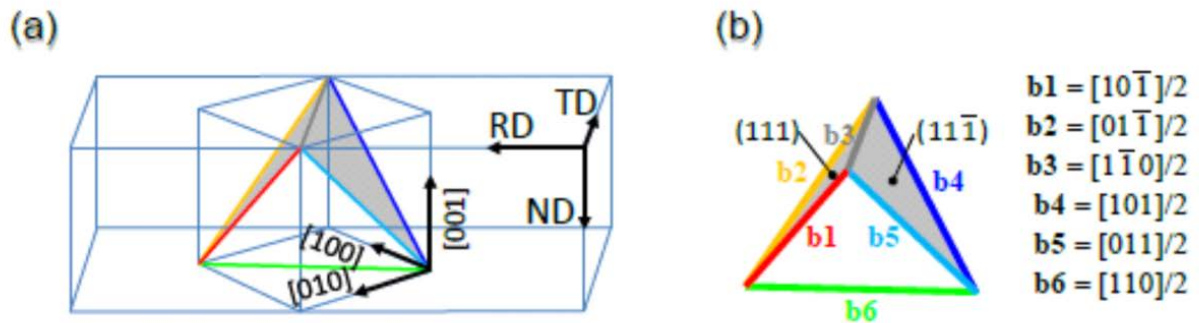 (a)
(b)
TD
RD
ND
[001]
[100]
[010]
(111)
b3
(11̄1̄)
b2
b4
b1
b5
b6
b1 = [101̄]/2
b2 = [011̄]/2
b3 = [11̄0]/2
b4 = [101]/2
b5 = [011]/2
b6 = [110]/2